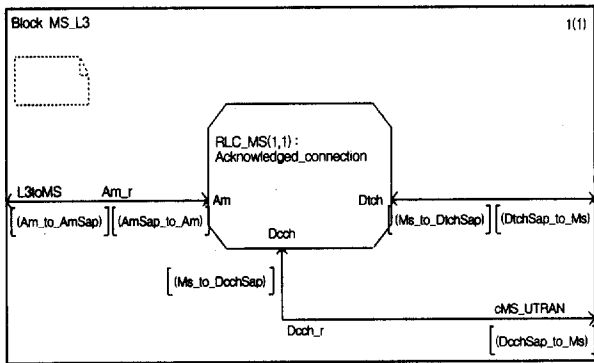 Block MS_L3
1(1)
RLC_MS(1,1) :
Acknowledged_connection
L3toMS
Am_r
Am
Dtch
[(Am_to_AmSap)]
[(AmSap_to_Am)]
Dcch
[(Ms_to_DtchSap)]
[(DtchSap_to_Ms)]
[(Ms_to_DcchSap)]
cMS_UTRAN
Dcch_r
[(DcchSap_to_Ms)]